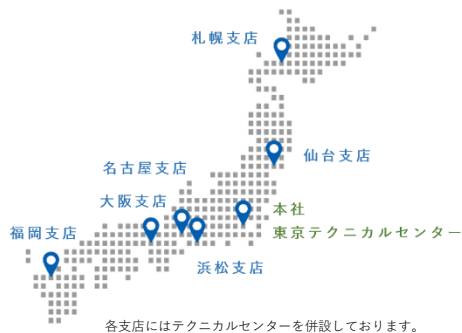 札幌支店
仙台支店
名古屋支店
大阪支店
本社
福岡支店
東京テクニカルセンター
浜松支店
各支店にはテクニカルセンターを併設しております。